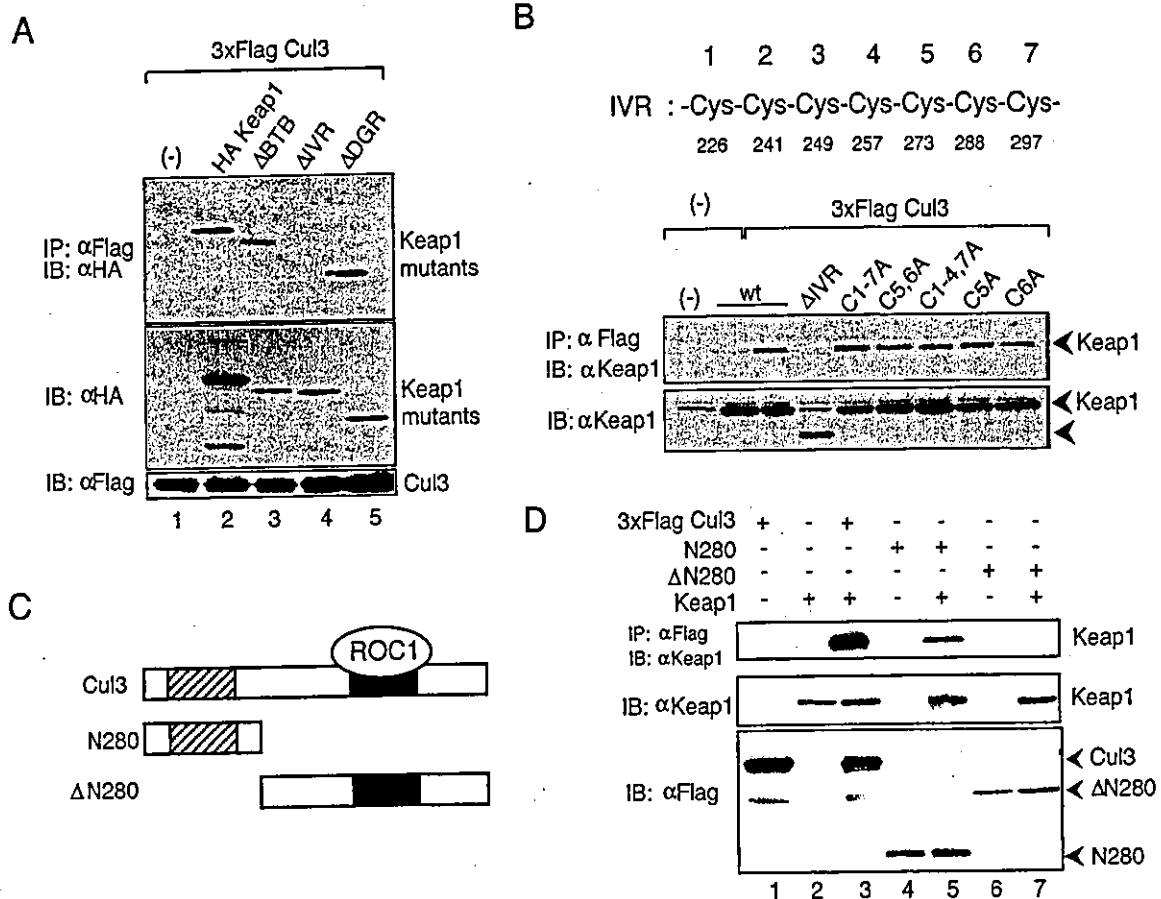 A
3xFlag Cul3
(-) HA Keap1 ΔBTB ΔIVR ΔDGR
IP: αFlag
IB: αHA
Keap1
mutants
IB: αHA
Keap1
mutants
IB: αFlag
Cul3
1 2 3 4 5
B
1 2 3 4 5 6 7
IVR : -Cys-Cys-Cys-Cys-Cys-Cys-Cys-
226 241 249 257 273 288 297
(-)
3xFlag Cul3
(-) wt ΔIVR C1-7A C5,6A C1-4,7A C5A C6A
IP: α Flag
IB: αKeap1
Keap1
IB: αKeap1
Keap1
C
ROC1
Cul3
N280
ΔN280
D
3xFlag Cul3 + - + - - - -
N280 - - - + + - -
ΔN280 - - - - - + +
Keap1 - + + - + - +
IP: αFlag
IB: αKeap1
Keap1
IB: αKeap1
Keap1
IB: αFlag
Cul3
ΔN280
N280
1 2 3 4 5 6 7